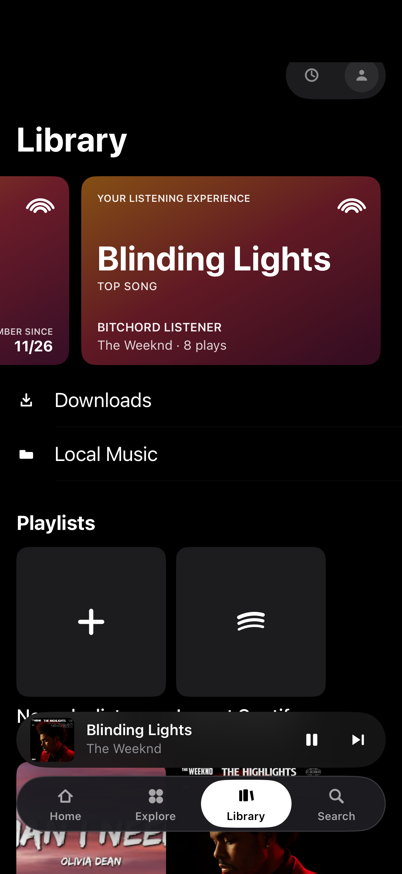 Library
YOUR LISTENING EXPERIENCE
Blinding Lights
TOP SONG
BITCHORD LISTENER
The Weeknd · 8 plays
MBER SINCE
11/26
Downloads
Local Music
Playlists
Blinding Lights
The Weeknd
THE WEEKND THE HIGHLIGHTS
Home
Explore
Library
Search
OLIVIA DEAN